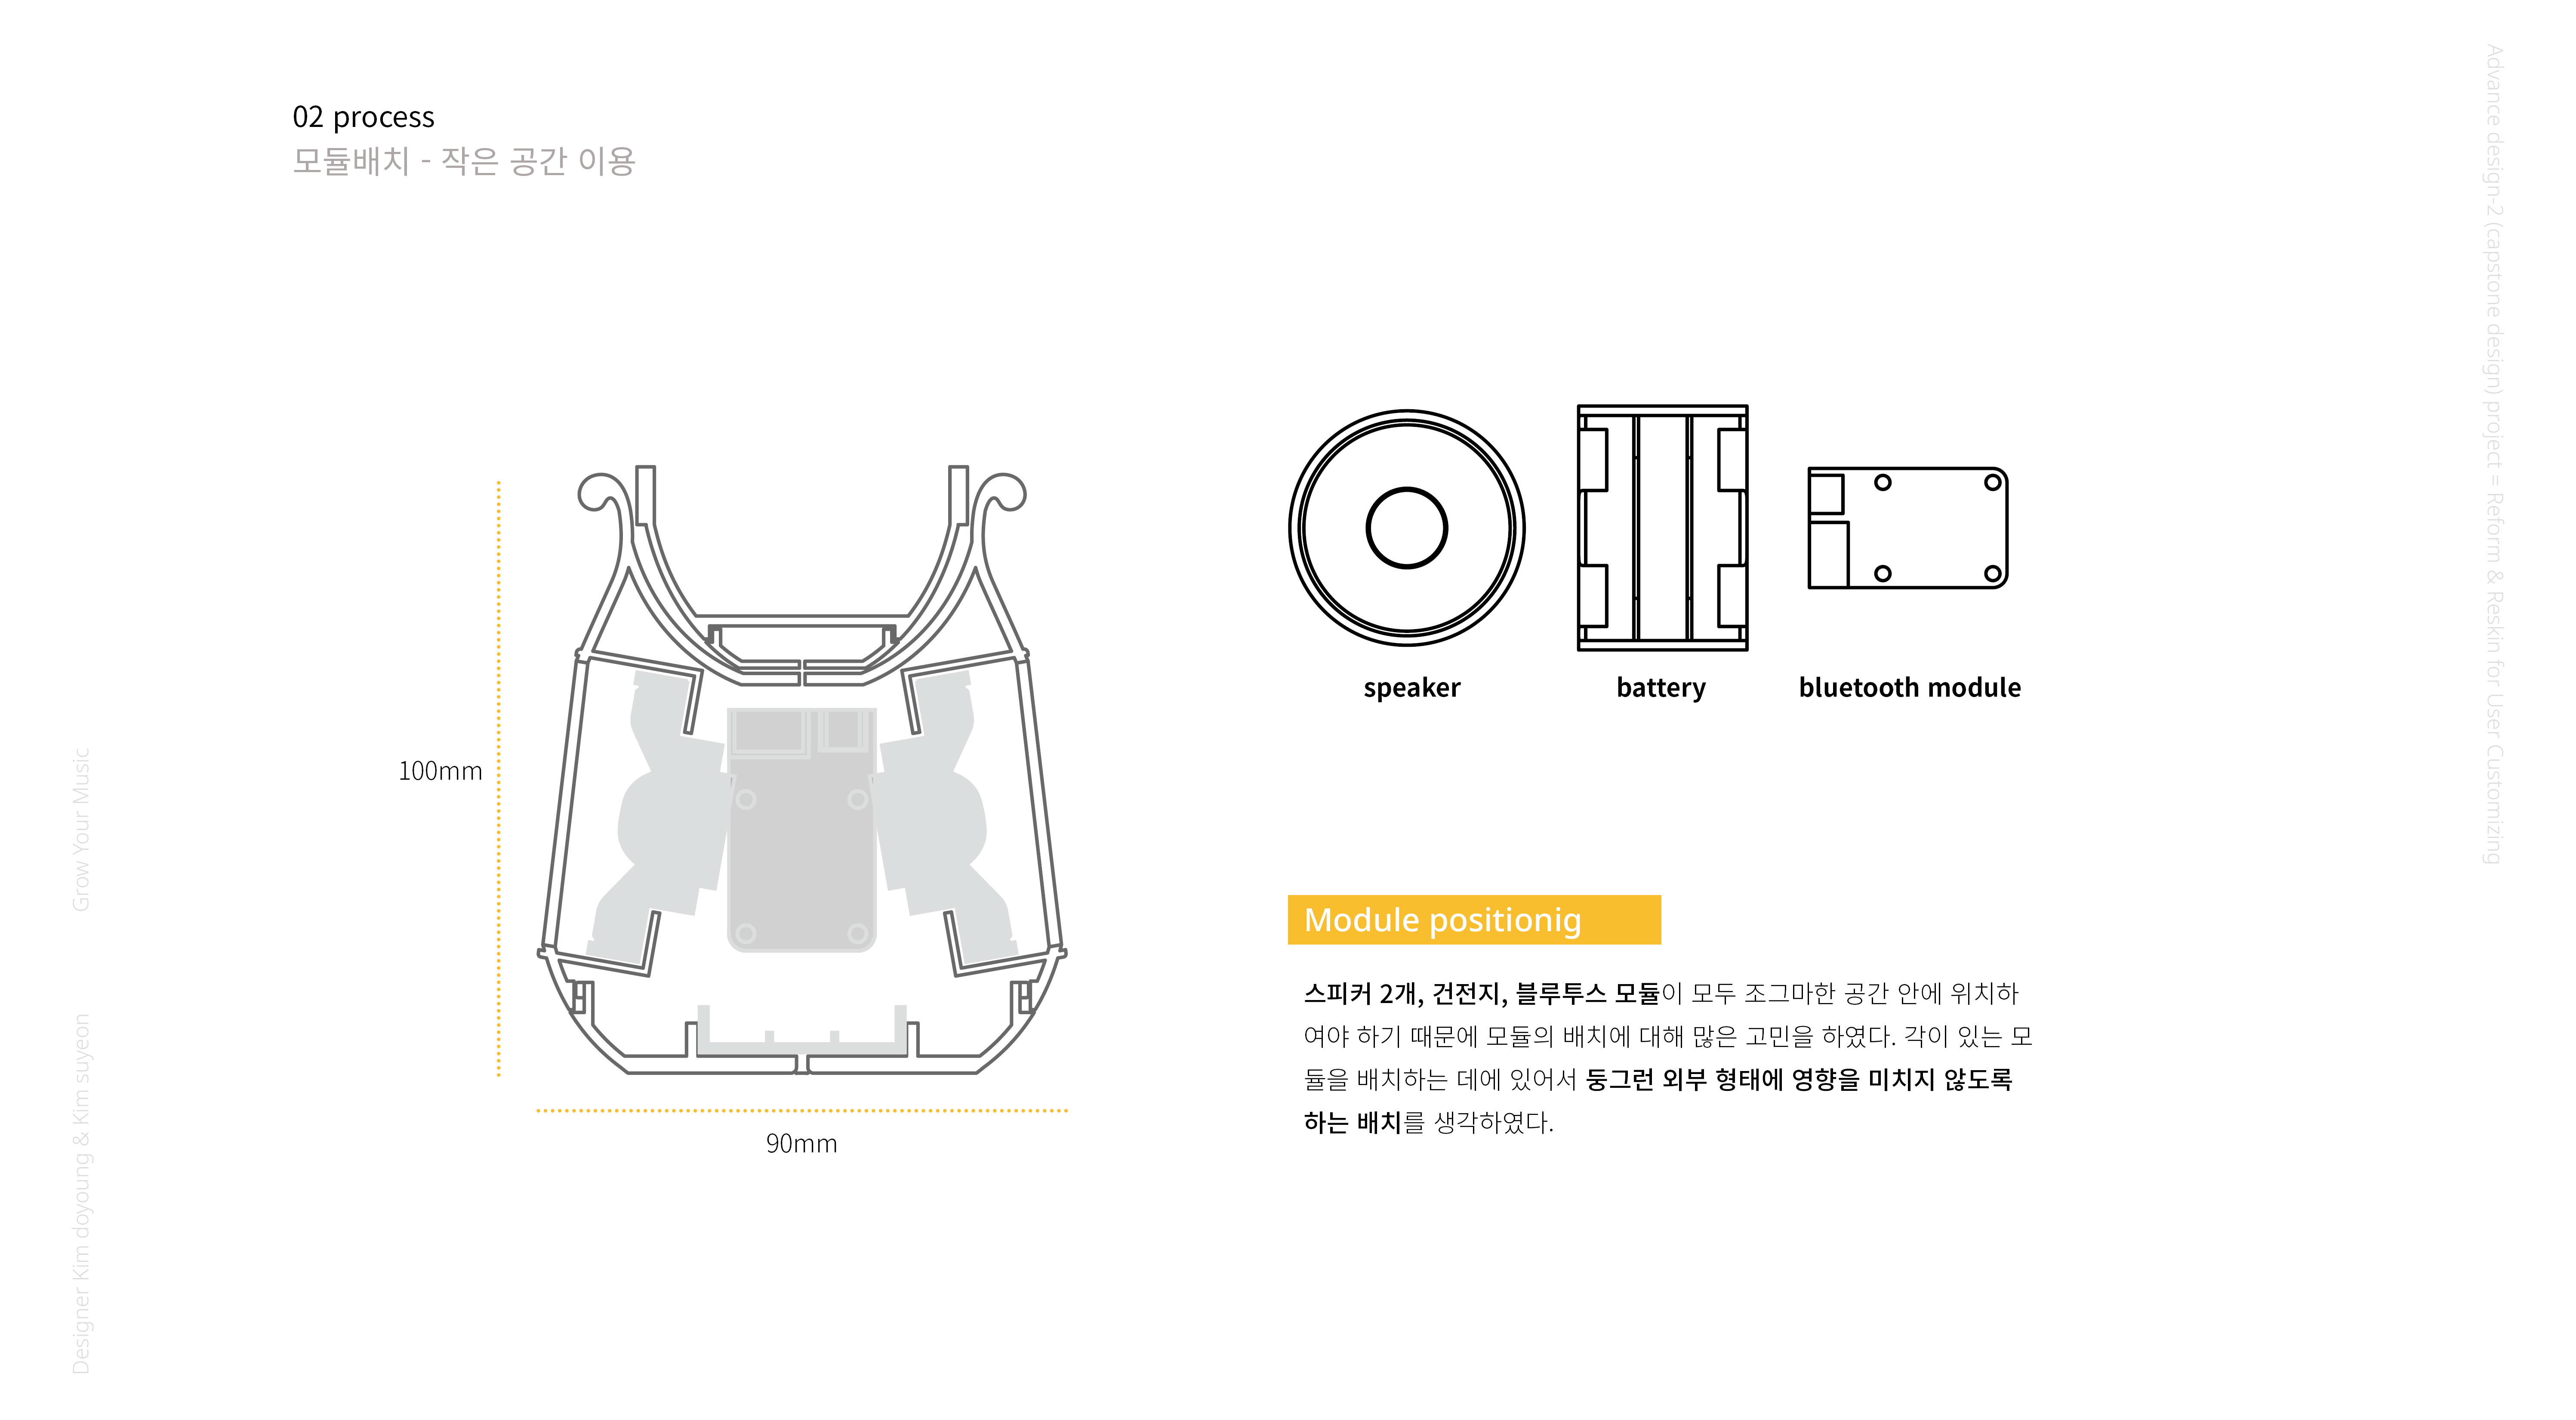 02 process
모듈배치 - 작은 공간 이용
Advance design-2 (capstone design) project = Reform & Reskin for User Customizing
Grow Your Music
Designer Kim doyoung & Kim suyeon
100mm
90mm
speaker
battery
bluetooth module
Module positionig
스피커 2개, 건전지, 블루투스 모듈이 모두 조그마한 공간 안에 위치하
여야 하기 때문에 모듈의 배치에 대해 많은 고민을 하였다. 각이 있는 모
듈을 배치하는 데에 있어서 둥그런 외부 형태에 영향을 미치지 않도록
하는 배치를 생각하였다.